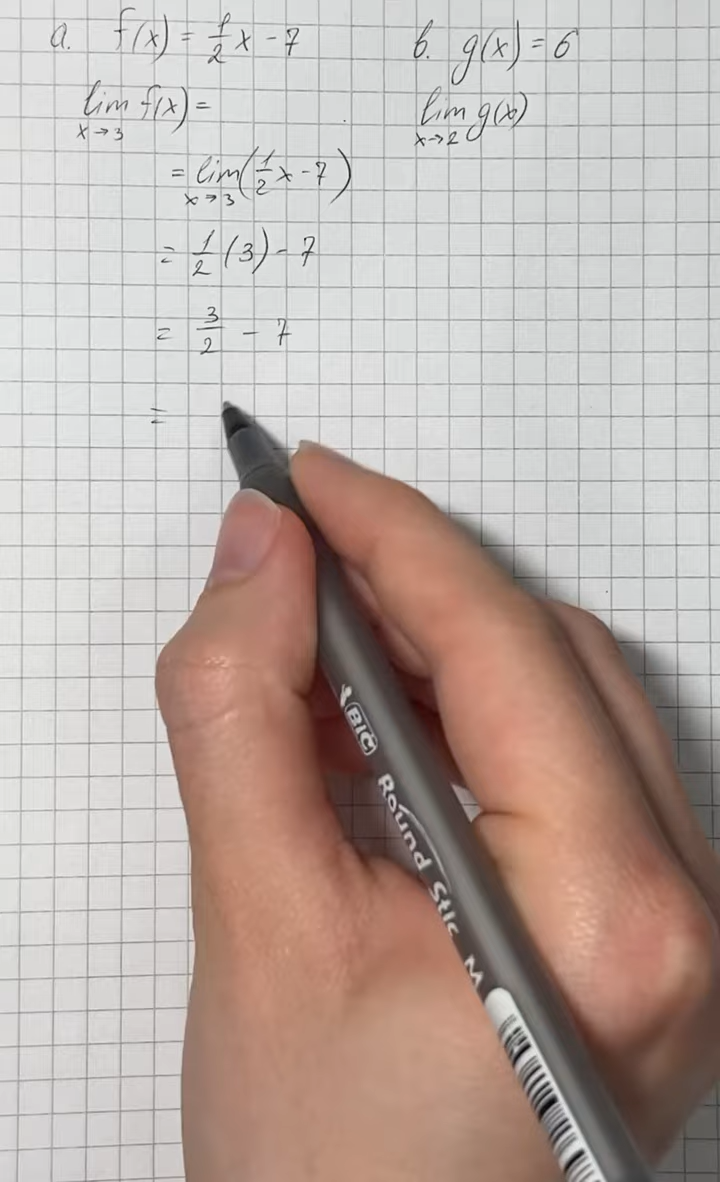 a. f(x) = 1/2 x - 7
lim x→3 f(x) =
= lim x→3 (1/2 x - 7)
= 1/2 (3) - 7
= 3/2 - 7
=
b. g(x) = 6
lim x→2 g(x)
BIC Round Stic M